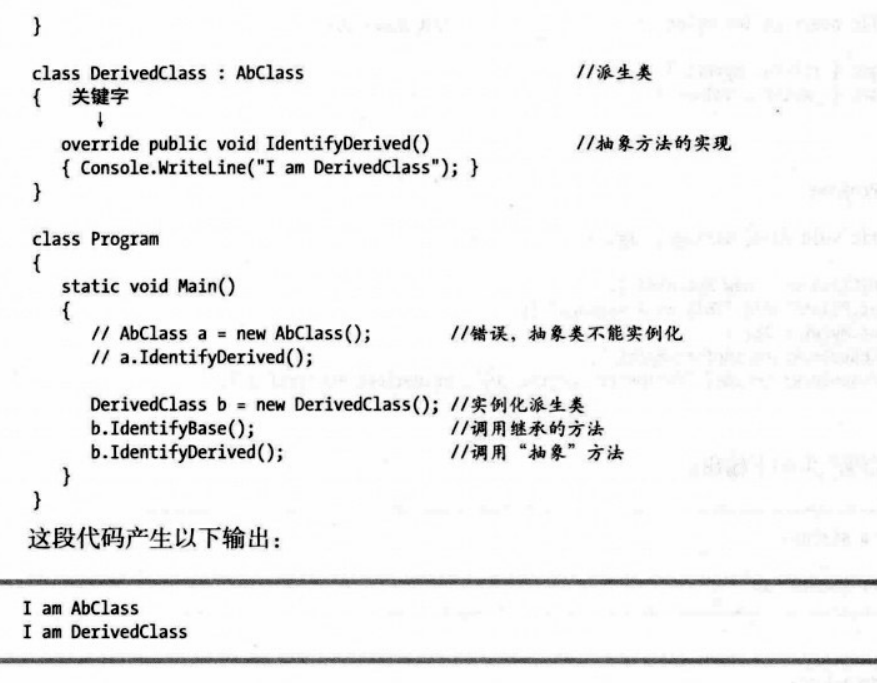 }
class DerivedClass : AbClass //派生类
{ 关键字
↓
override public void IdentifyDerived() //抽象方法的实现
{ Console.WriteLine("I am DerivedClass"); }
}
class Program
{
static void Main()
{
// AbClass a = new AbClass(); //错误，抽象类不能实例化
// a.IdentifyDerived();
DerivedClass b = new DerivedClass(); //实例化派生类
b.IdentifyBase(); //调用继承的方法
b.IdentifyDerived(); //调用“抽象”方法
}
}
这段代码产生以下输出：
I am AbClass
I am DerivedClass